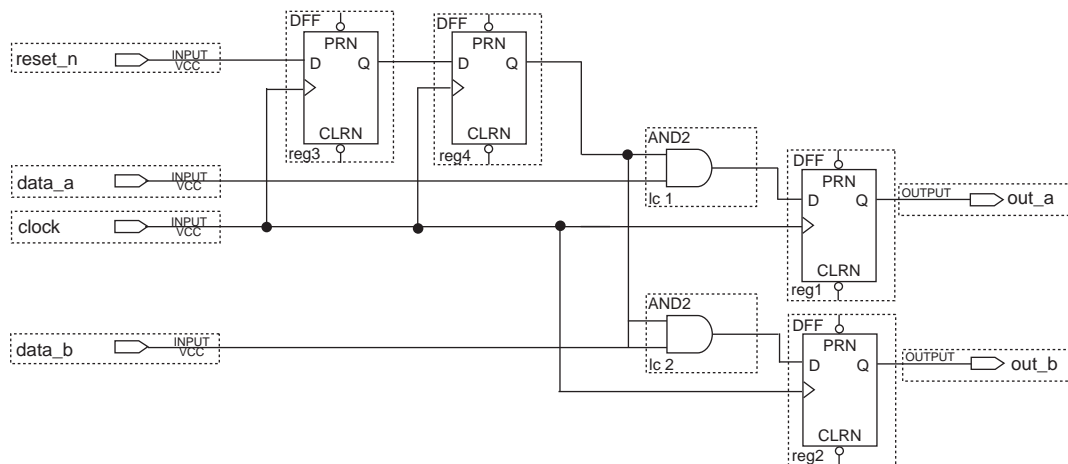 DFF
DFF
reset_n
INPUT
VCC
PRN
D
Q
CLRN
reg3
PRN
D
Q
CLRN
reg4
AND2
lc 1
data_a
INPUT
VCC
DFF
PRN
D
Q
CLRN
reg1
OUTPUT
out_a
clock
INPUT
VCC
AND2
lc 2
data_b
INPUT
VCC
DFF
PRN
D
Q
CLRN
reg2
OUTPUT
out_b